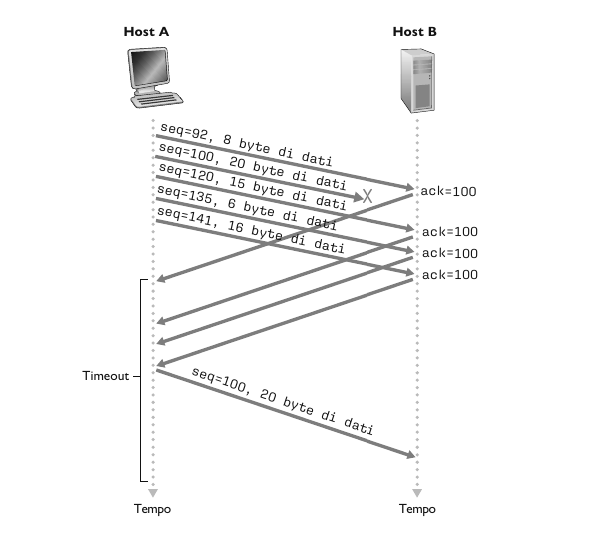 Host A
Host B
seq=92, 8 byte di dati
seq=100, 20 byte di dati
seq=120, 15 byte di dati
seq=135, 6 byte di dati
seq=141, 16 byte di dati
X
ack=100
ack=100
ack=100
ack=100
Timeout
seq=100, 20 byte di dati
Tempo
Tempo